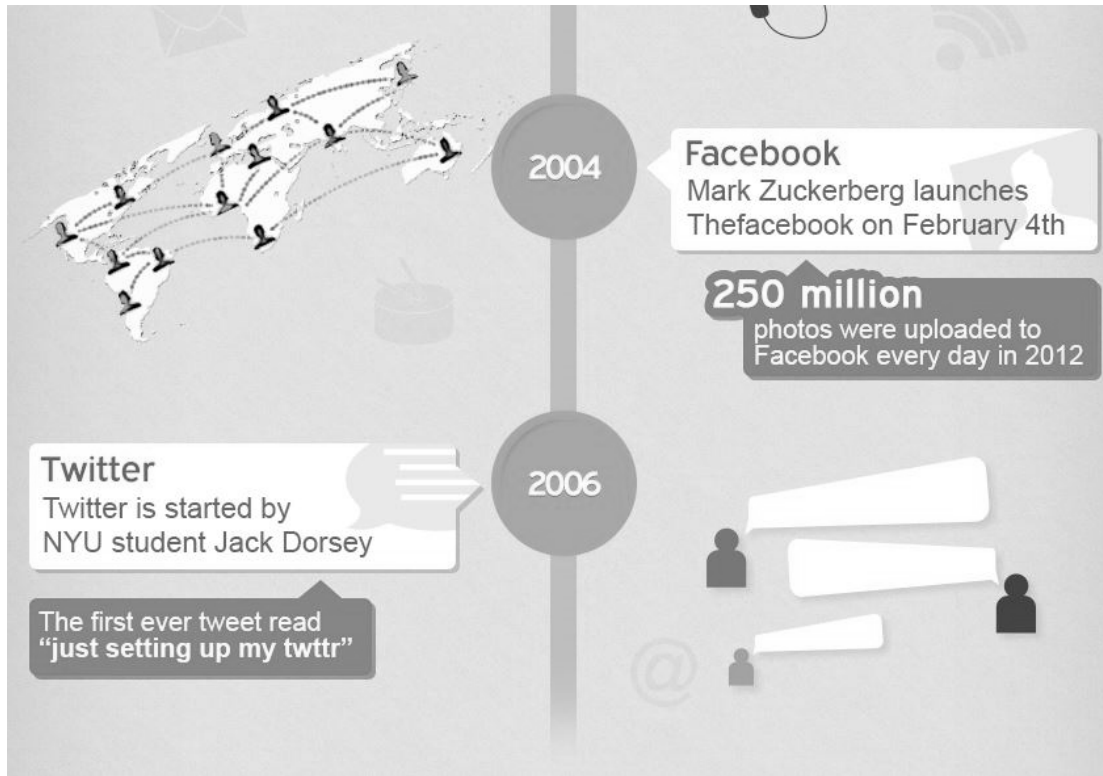 2004
Facebook
Mark Zuckerberg launches
Thefacebook on February 4th
250 million
photos were uploaded to
Facebook every day in 2012
2006
Twitter
Twitter is started by
NYU student Jack Dorsey
The first ever tweet read
“just setting up my twttr”
@